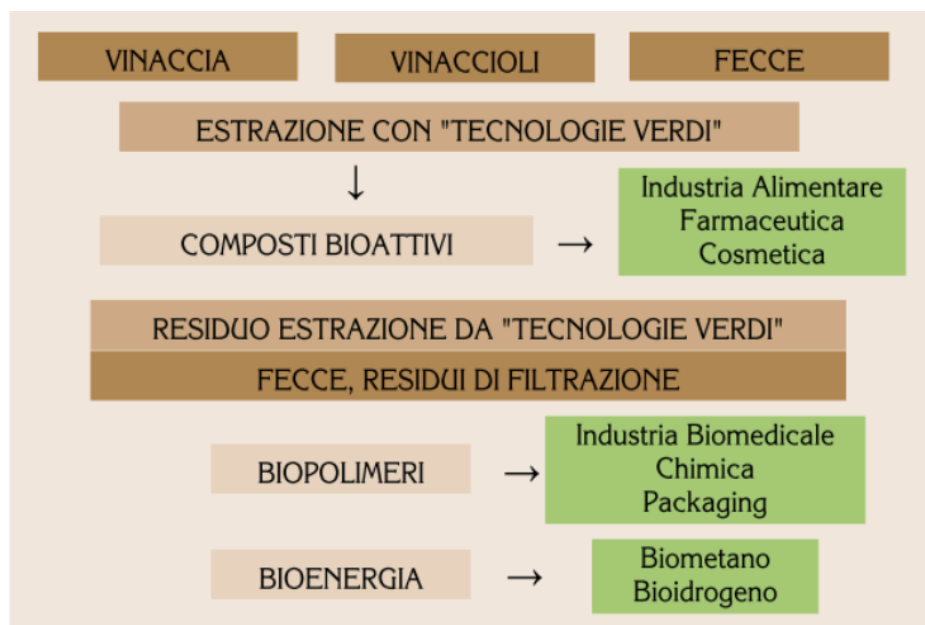 VINACCIA
VINACCIOLI
FECCE
ESTRAZIONE CON "TECNOLOGIE VERDI"
↓
COMPOSTI BIOATTIVI
→
Industria Alimentare
Farmaceutica
Cosmetica
RESIDUO ESTRAZIONE DA "TECNOLOGIE VERDI"
FECCE, RESIDUI DI FILTRAZIONE
BIOPOLIMERI
→
Industria Biomedicale
Chimica
Packaging
BIOENERGIA
→
Biometano
Bioidrogeno